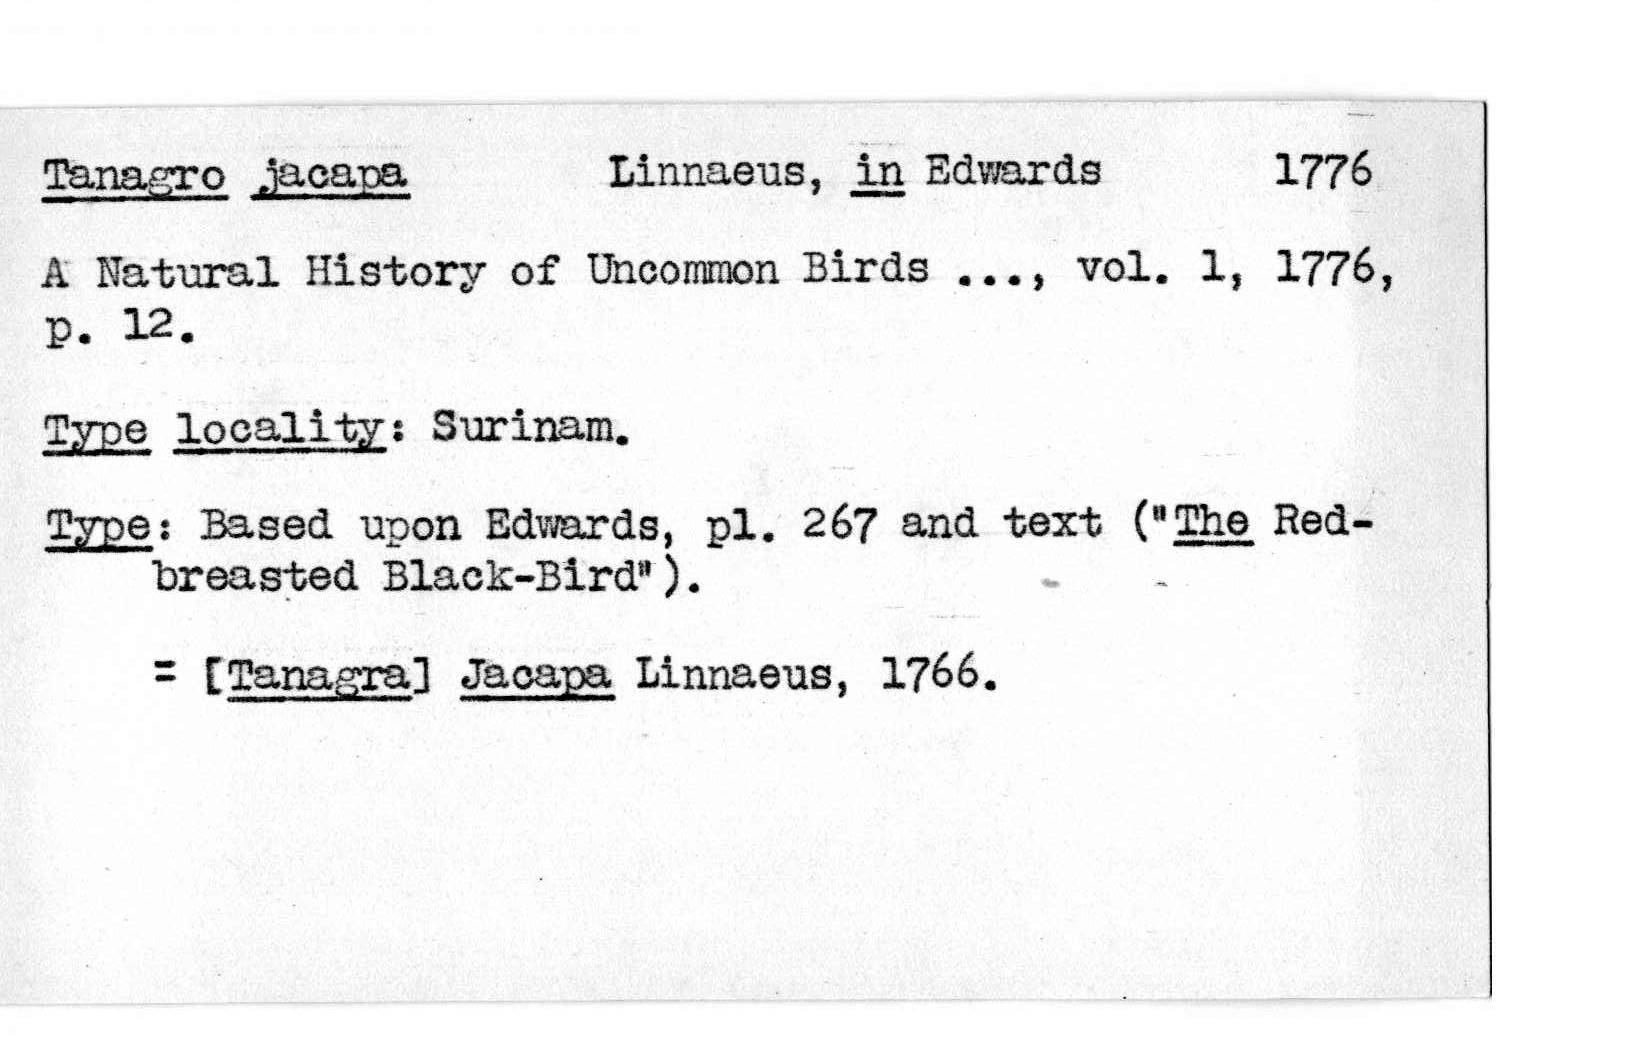 Tanagro jacapa Linnaeus, in Edwards 1776
A Natural History of Uncommon Birds ..., vol. 1, 1776,
p. 12.
Type locality: Surinam.
Type: Based upon Edwards, pl. 267 and text ("The Red-
breasted Black-Bird").
= [Tanagra] Jacapa Linnaeus, 1766.